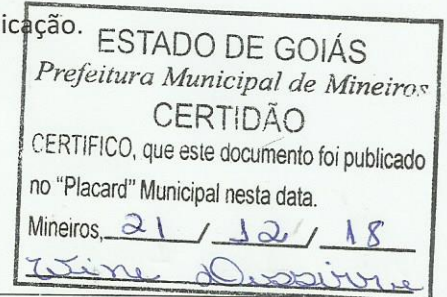 icação.
ESTADO DE GOIÁS
Prefeitura Municipal de Mineiros
CERTIDÃO
CERTIFICO, que este documento foi publicado
no "Placard" Municipal nesta data.
Mineiros, 21 / 12 / 18